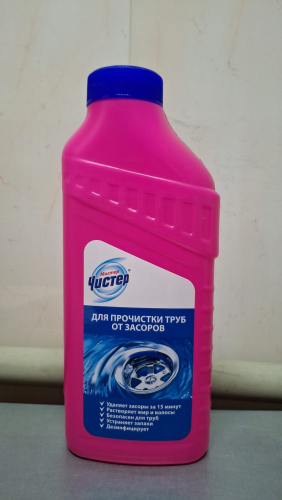 Мистер
Чистер
ДЛЯ ПРОЧИСТКИ ТРУБ
ОТ ЗАСОРОВ
Удаляет засоры за 15 минут
Растворяет жир и волосы
Безопасен для труб
Устраняет запахи
Дезинфицирует